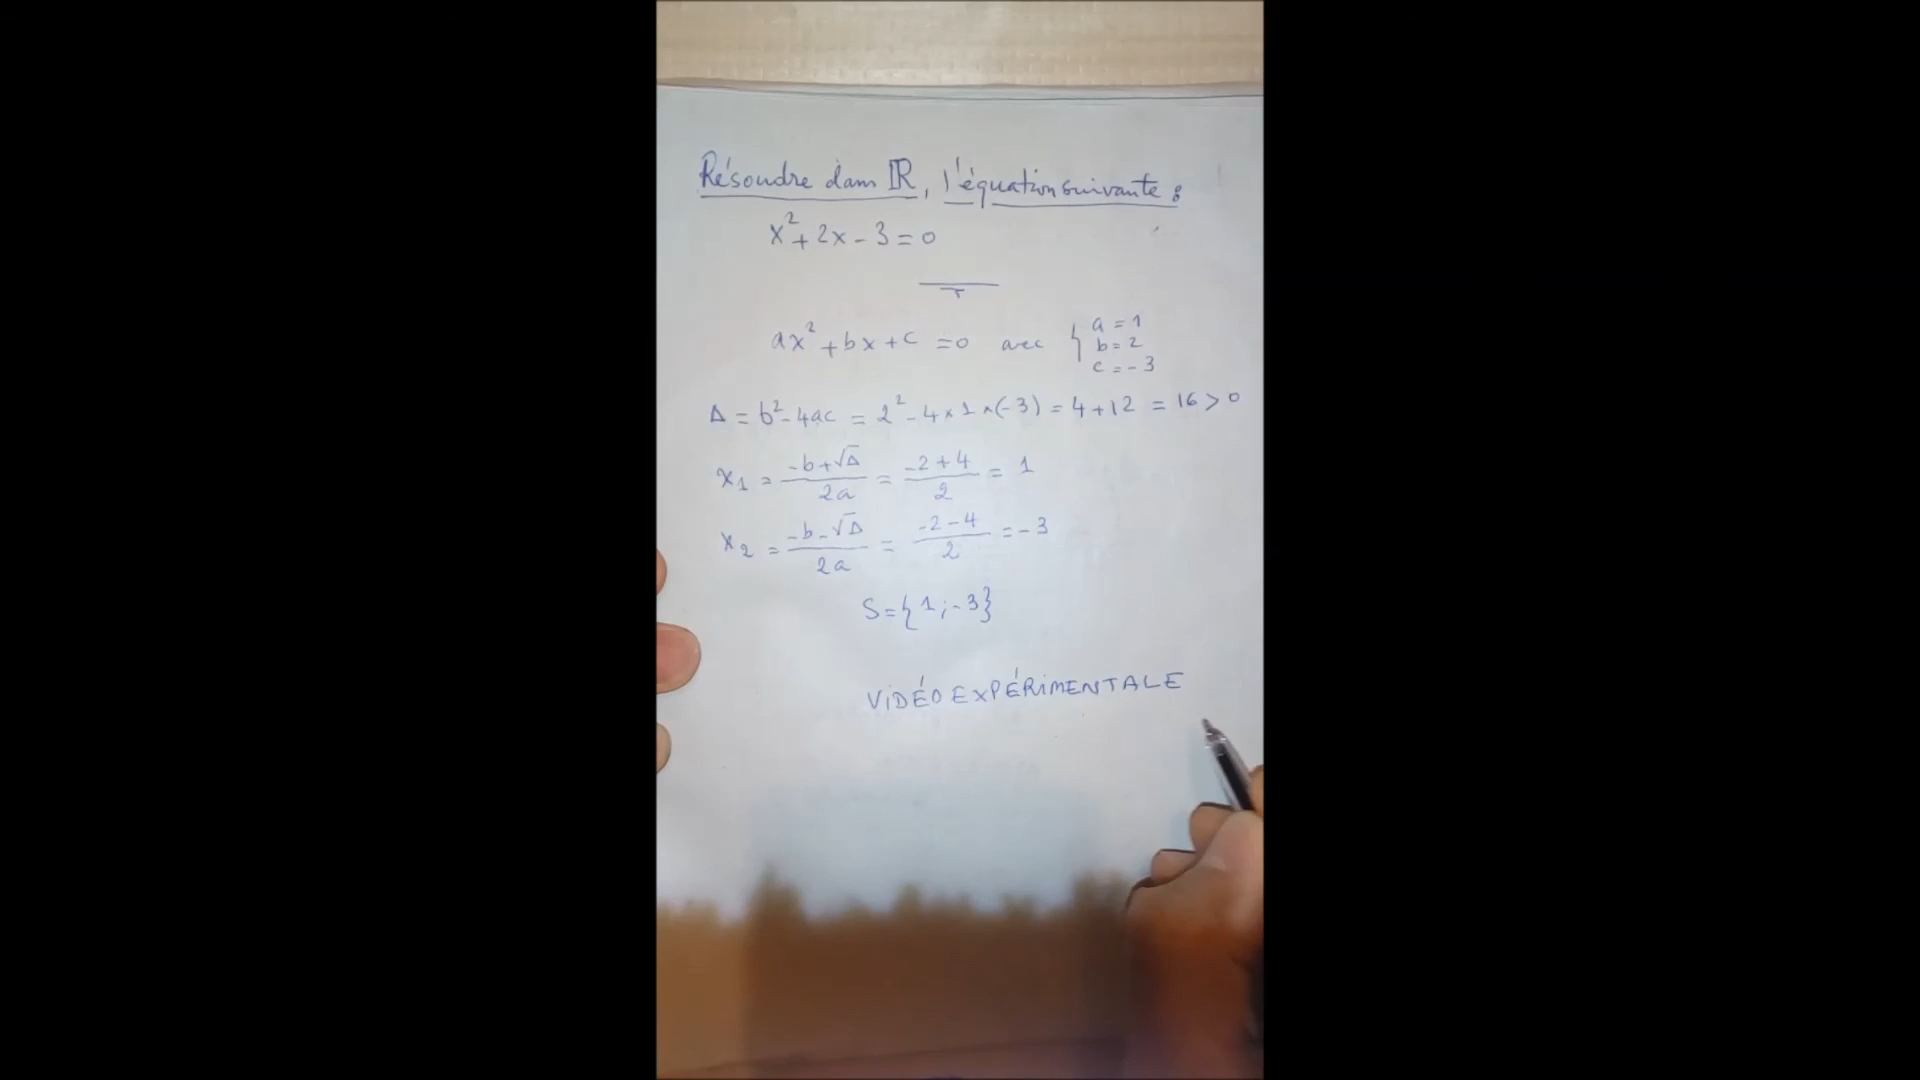 Résoudre dans ℝ, l'équation suivante :
x² + 2x - 3 = 0
ax² + bx + c = 0 avec { a = 1
b = 2
c = -3
Δ = b² - 4ac = 2² - 4 × 1 × (-3) = 4 + 12 = 16 > 0
x₁ = (-b + √Δ) / 2a = (-2 + 4) / 2 = 1
x₂ = (-b - √Δ) / 2a = (-2 - 4) / 2 = -3
S = {1 ; -3}
VIDÉO EXPÉRIMENTALE